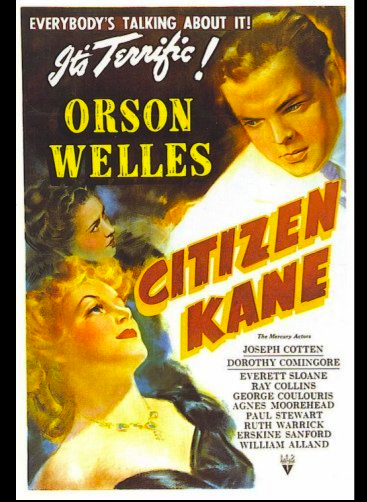 EVERYBODY'S TALKING ABOUT IT!
It's Terrific!
ORSON
WELLES
CITIZEN
KANE
The Mercury Actors
JOSEPH COTTEN
DOROTHY COMINGORE
EVERETT SLOANE
RAY COLLINS
GEORGE COULOURIS
AGNES MOOREHEAD
PAUL STEWART
RUTH WARRICK
ERSKINE SANFORD
WILLIAM ALLAND